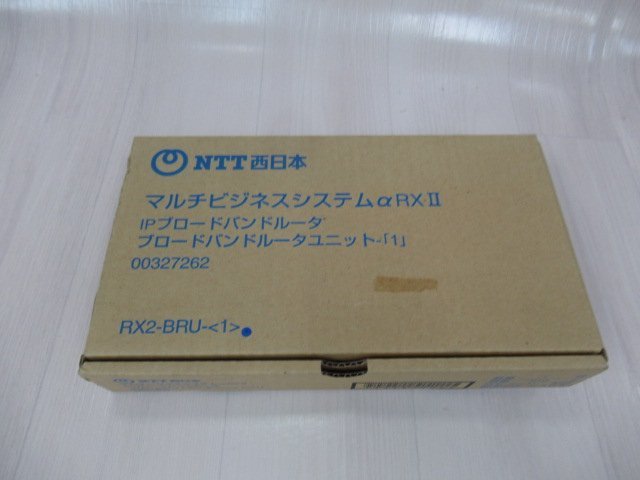 NTT西日本
マルチビジネスシステムαRX-II
IPブロードバンドルータ
ブロードバンドルータユニット-「1」
00327262
RX2-BRU-<1>